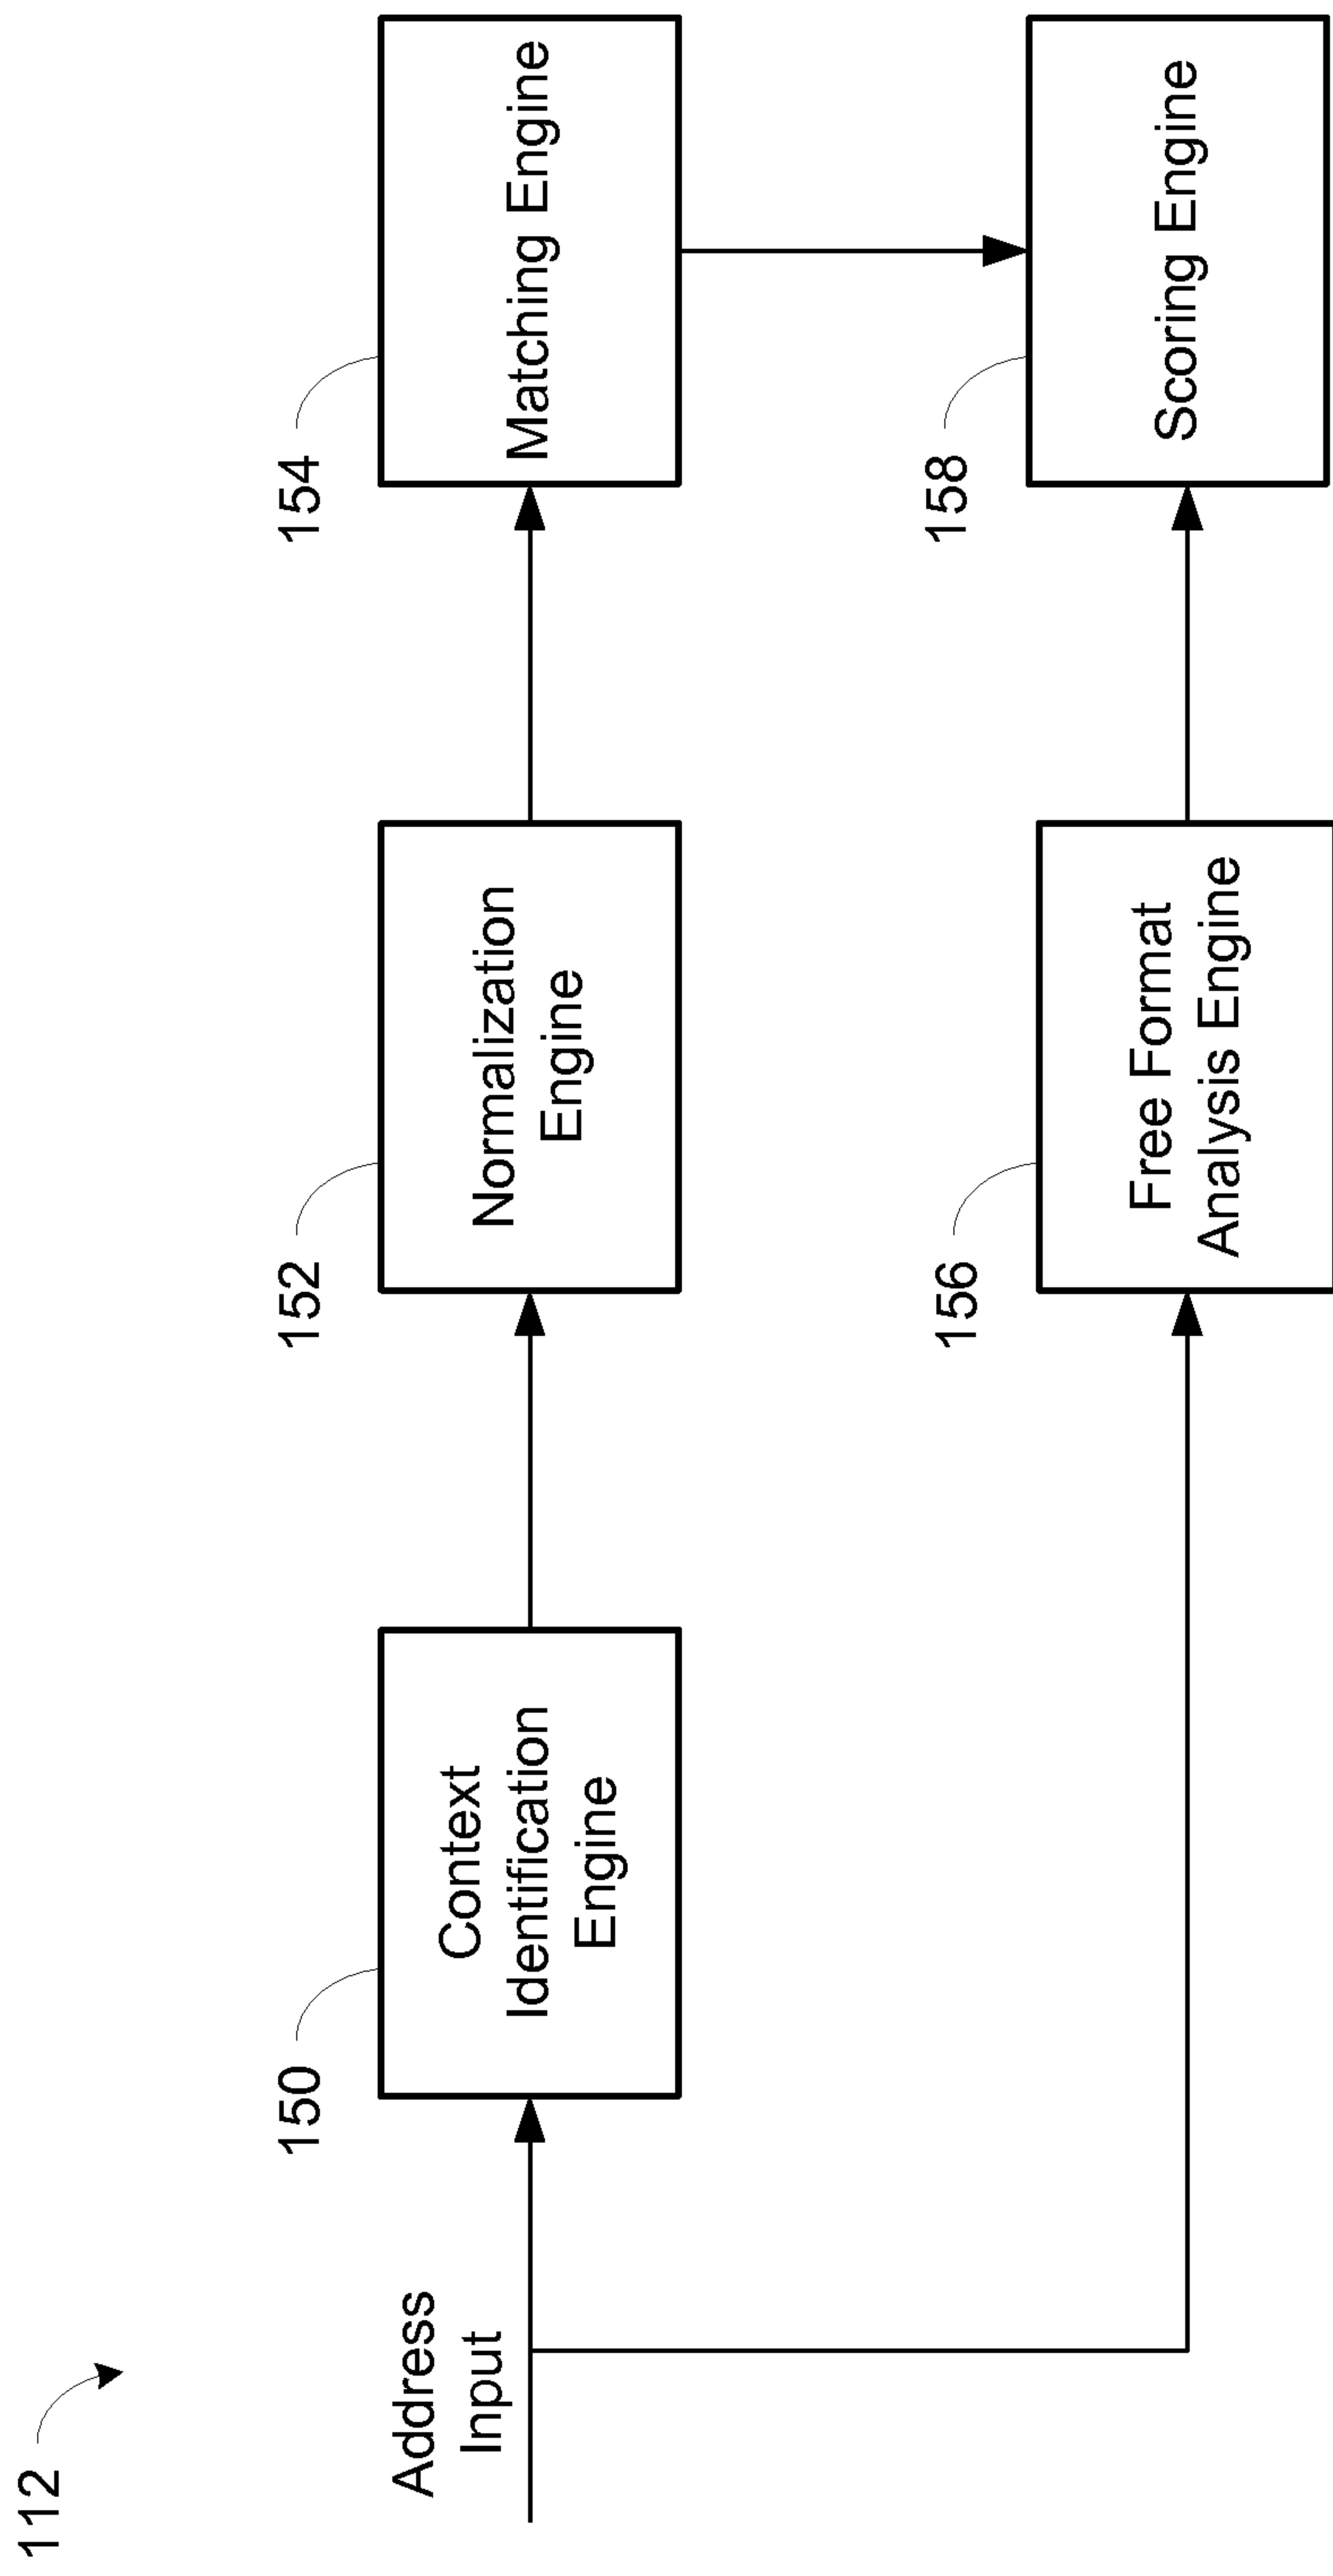 112
Address
Input
150
Context
Identification
Engine
152
Normalization
Engine
154
Matching Engine
156
Free Format
Analysis Engine
158
Scoring Engine